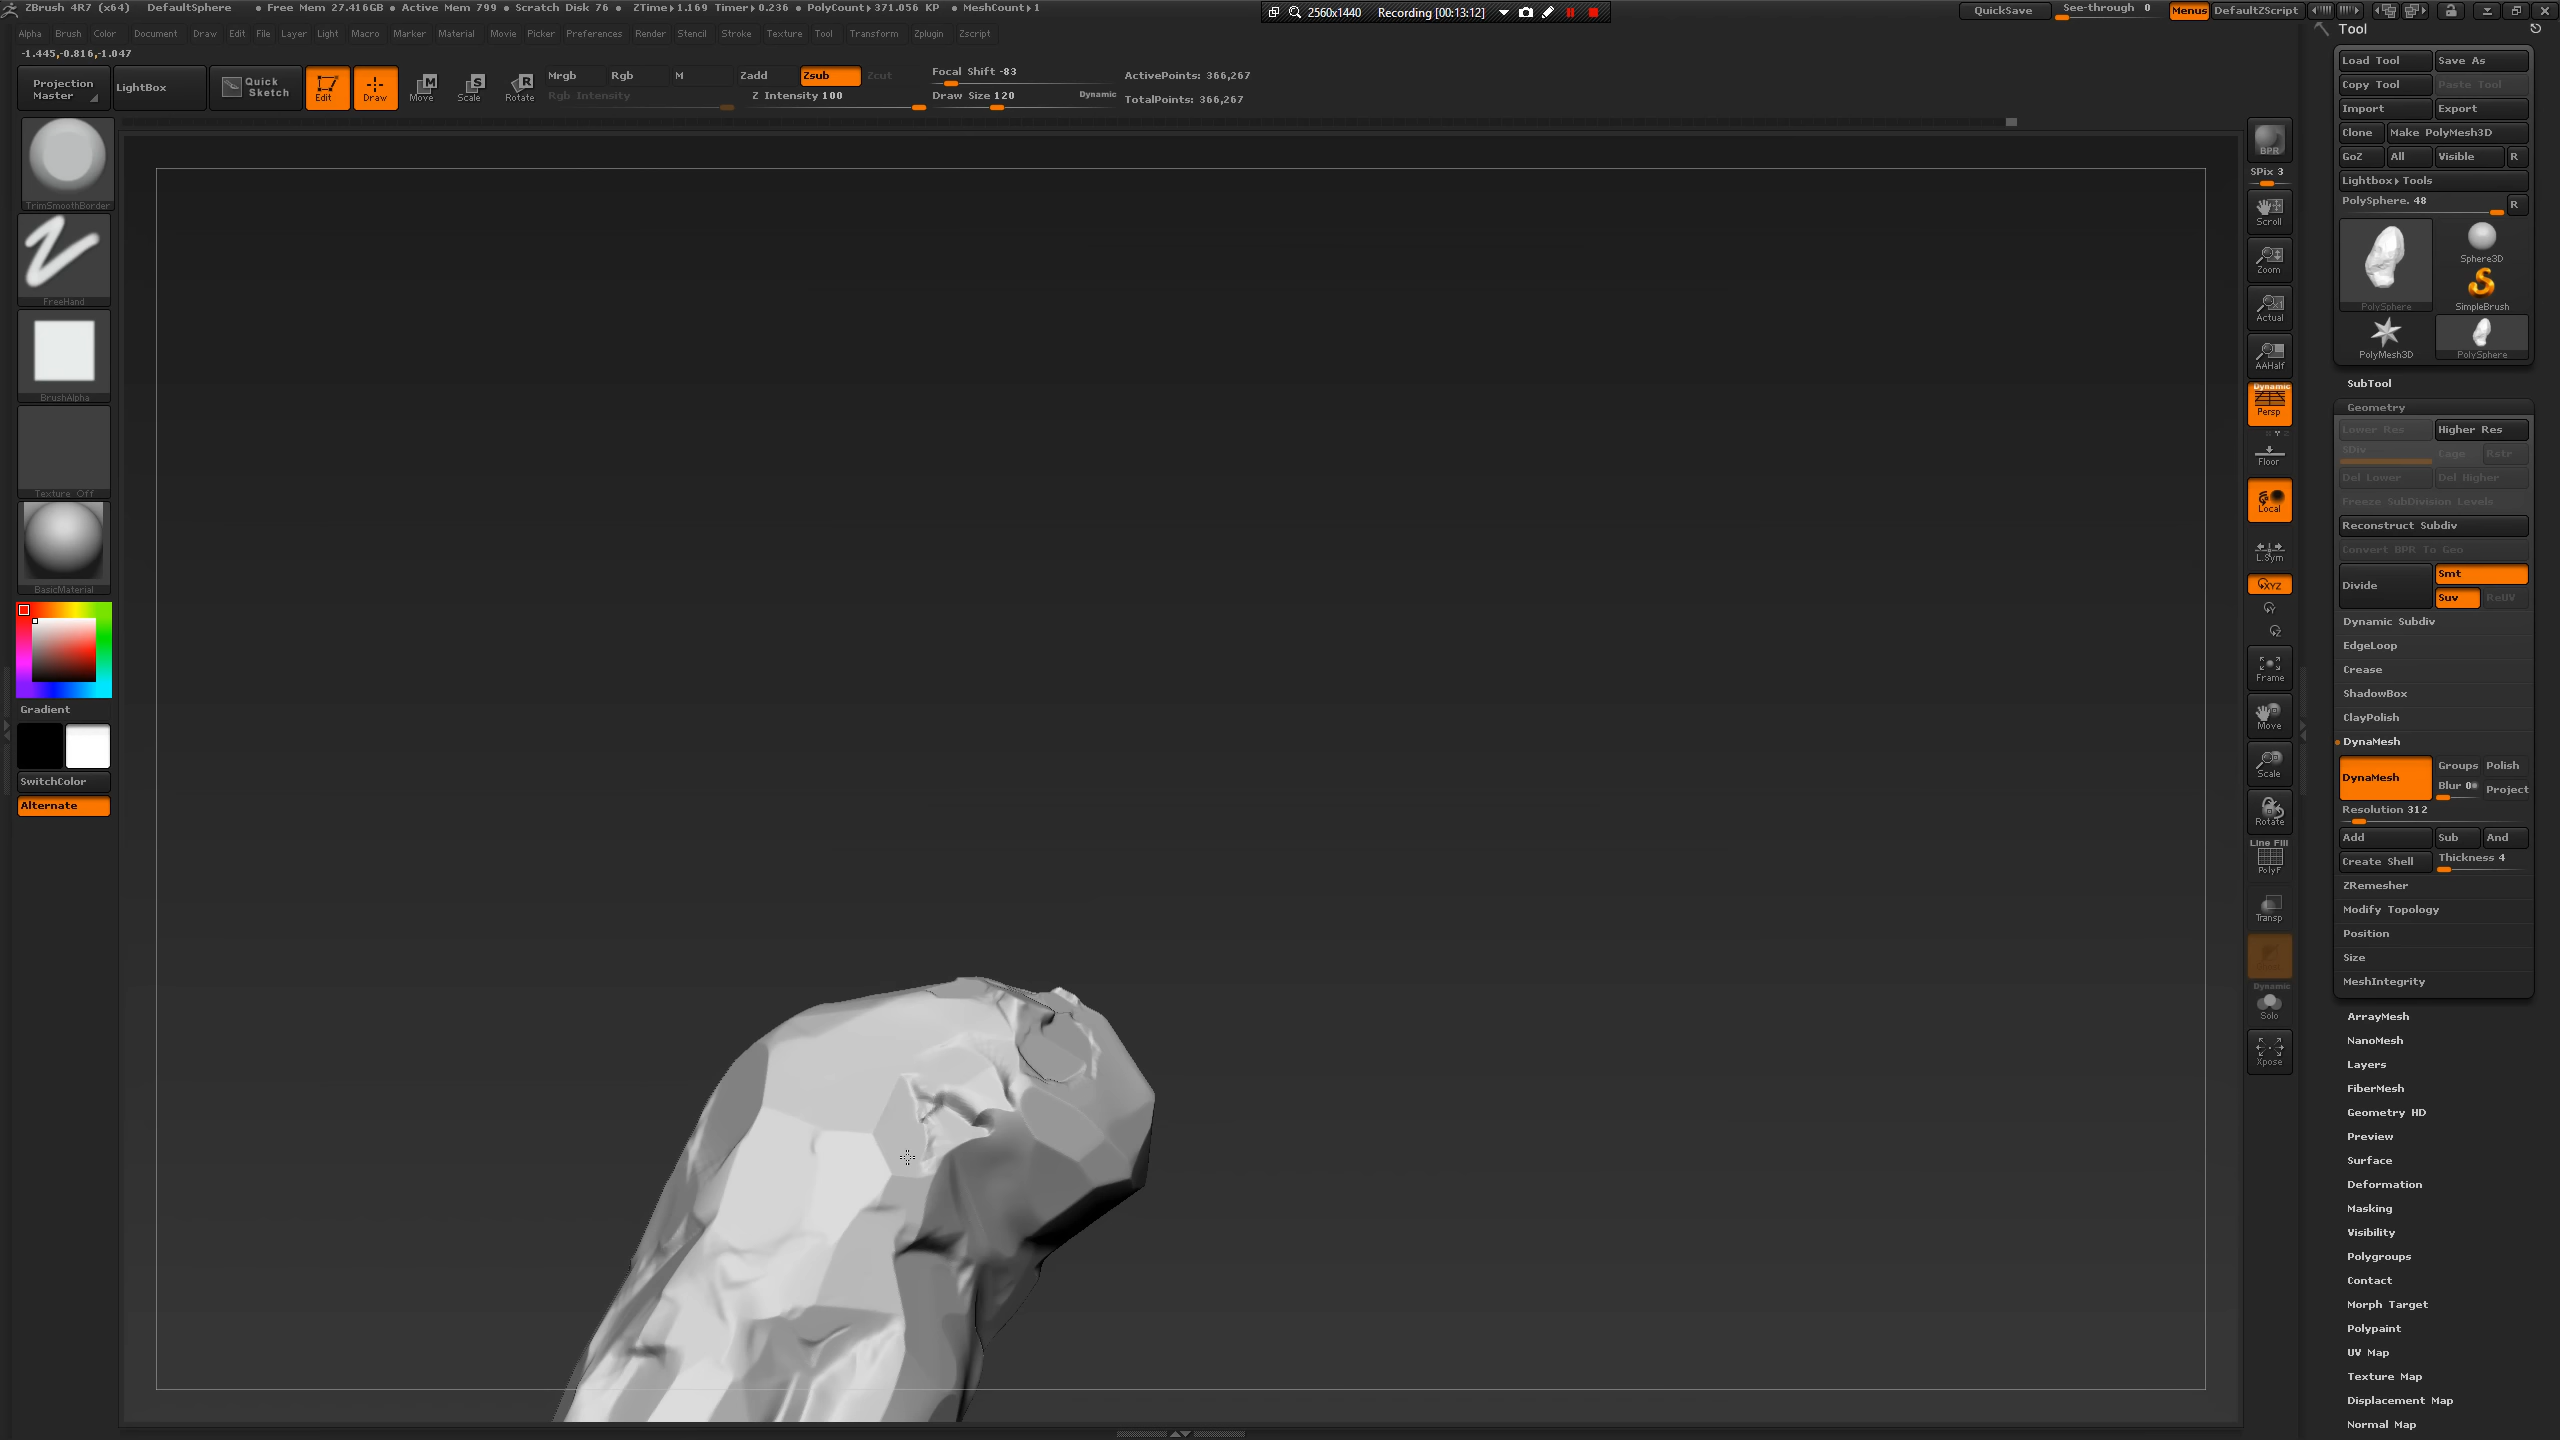 ZBrush 4R7 (x64) DefaultSphere • Free Mem 27.416GB • Active Mem 799 • Scratch Disk 76 • ZTime▸1.169 Timer▸0.236 • PolyCount▸371.056 KP • MeshCount▸1
2560x1440 Recording [00:13:12]
QuickSave See-through 0 Menus DefaultZScript
Alpha Brush Color Document Draw Edit File Layer Light Macro Marker Material Movie Picker Preferences Render Stencil Stroke Texture Tool Transform Zplugin Zscript
-1.445,-0.816,-1.047
Projection Master
LightBox
Quick Sketch
Edit
Draw
Move
Scale
Rotate
Mrgb Rgb M
Rgb Intensity
Zadd Zsub Zcut
Z Intensity 100
Focal Shift -83
Draw Size 120
Dynamic
ActivePoints: 366,267
TotalPoints: 366,267
TrimSmoothBorder
FreeHand
BrushAlpha
Texture Off
BasicMaterial
Gradient
SwitchColor
Alternate
BPR
SPix 3
Scroll
Zoom
Actual
AAHalf
Dynamic
Persp
Floor
Local
L.Sym
XYZ
Y
Z
Frame
Move
Scale
Rotate
Line Fill
PolyF
Transp
Dynamic
Solo
Xpose
Tool
Load Tool Save As
Copy Tool Paste Tool
Import Export
Clone Make PolyMesh3D
GoZ All Visible R
Lightbox▸Tools
PolySphere. 48 R
PolySphere
Sphere3D
SimpleBrush
PolyMesh3D
PolySphere
SubTool
Geometry
Lower Res Higher Res
SDiv Cage Rstr
Del Lower Del Higher
Freeze SubDivision Levels
Reconstruct Subdiv
Convert BPR To Geo
Divide Smt
Suv ReUV
Dynamic Subdiv
EdgeLoop
Crease
ShadowBox
ClayPolish
DynaMesh
DynaMesh Groups Polish
Blur 0 Project
Resolution 312
Add Sub And
Create Shell Thickness 4
ZRemesher
Modify Topology
Position
Size
MeshIntegrity
ArrayMesh
NanoMesh
Layers
FiberMesh
Geometry HD
Preview
Surface
Deformation
Masking
Visibility
Polygroups
Contact
Morph Target
Polypaint
UV Map
Texture Map
Displacement Map
Normal Map